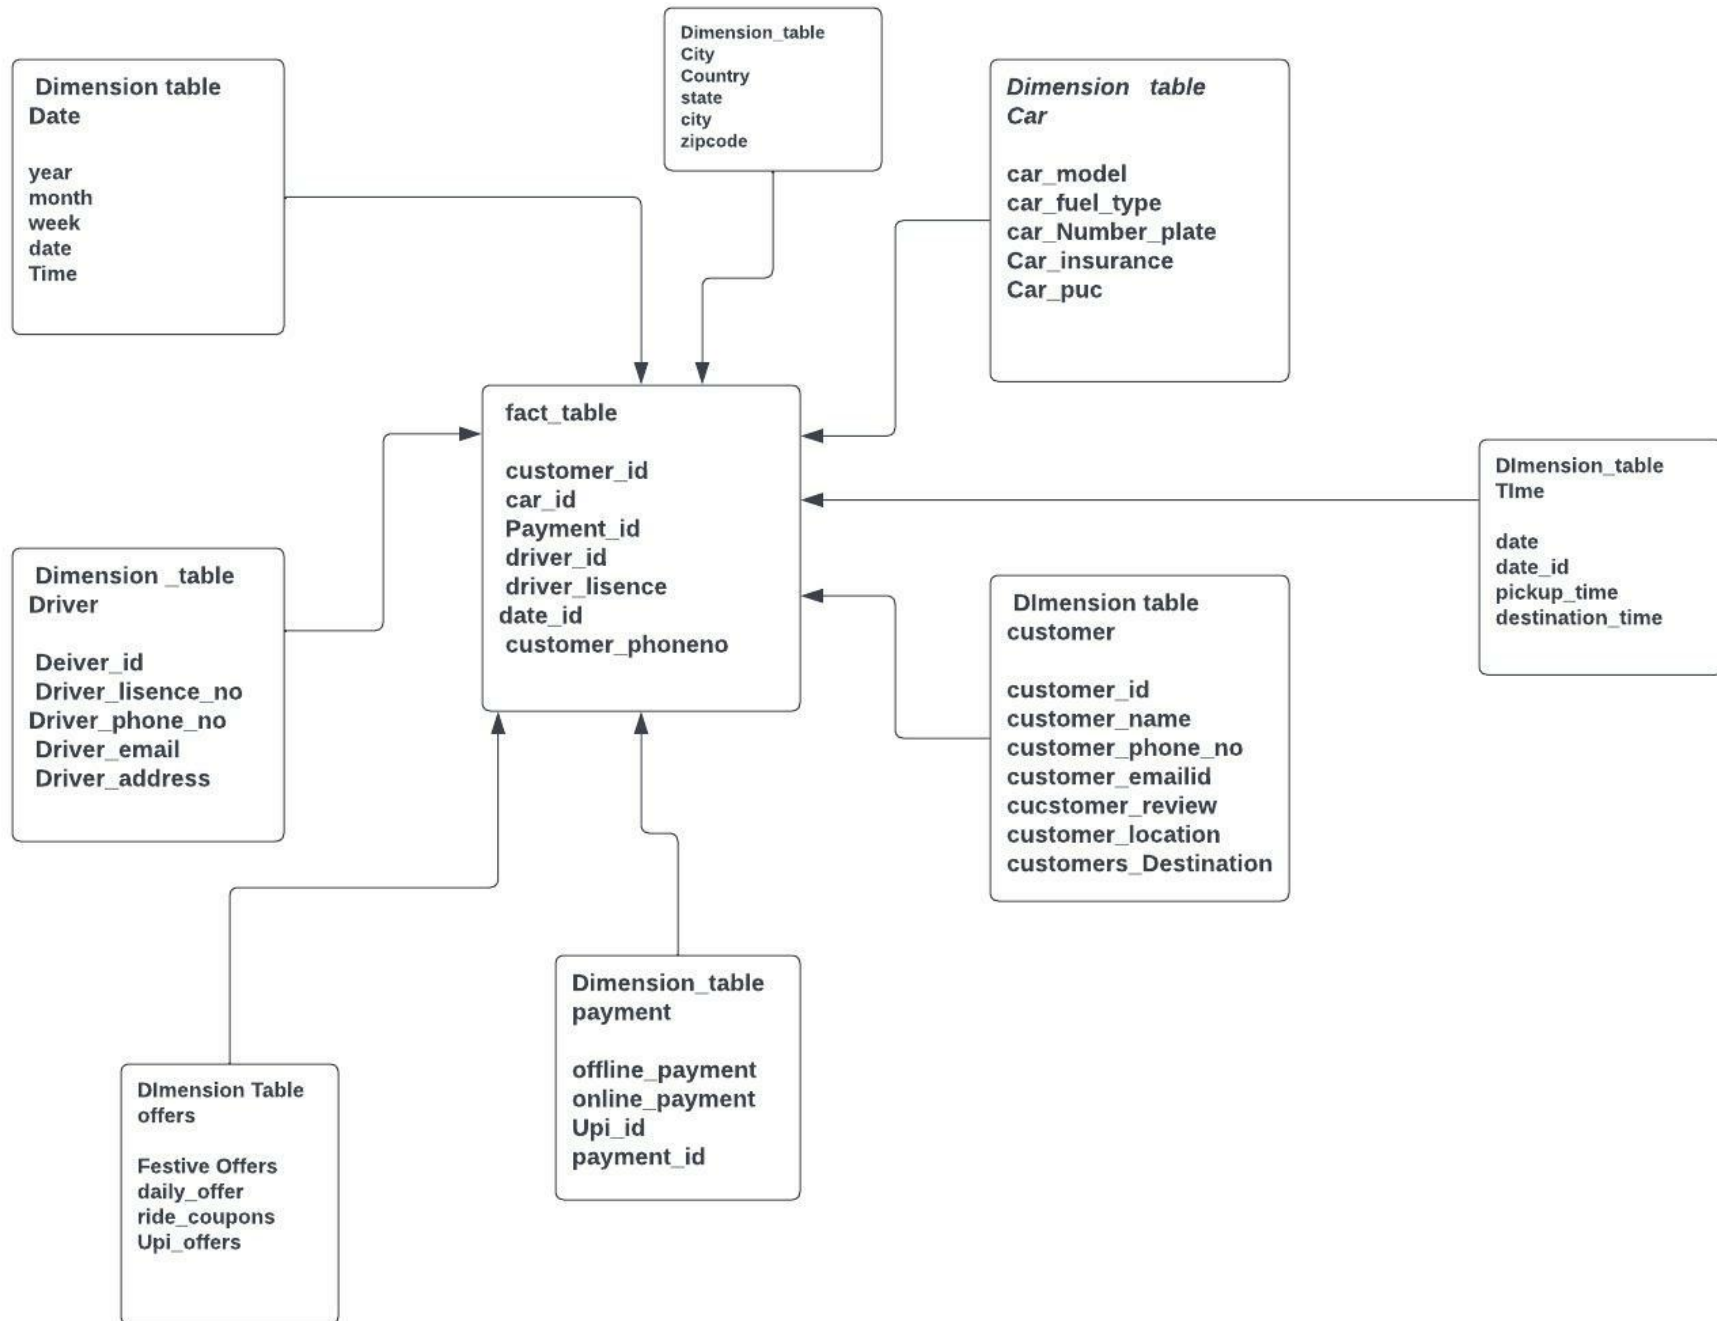 Dimension_table
City
Country
state
city
zipcode
Dimension table
Date
year
month
week
date
Time
Dimension table
Car
car_model
car_fuel_type
car_Number_plate
Car_insurance
Car_puc
fact_table
customer_id
car_id
Payment_id
driver_id
driver_lisence
date_id
customer_phoneno
DImension_table
TIme
date
date_id
pickup_time
destination_time
Dimension _table
Driver
Deiver_id
Driver_lisence_no
Driver_phone_no
Driver_email
Driver_address
DImension table
customer
customer_id
customer_name
customer_phone_no
customer_emailid
cucstomer_review
customer_location
customers_Destination
Dimension_table
payment
offline_payment
online_payment
Upi_id
payment_id
DImension Table
offers
Festive Offers
daily_offer
ride_coupons
Upi_offers